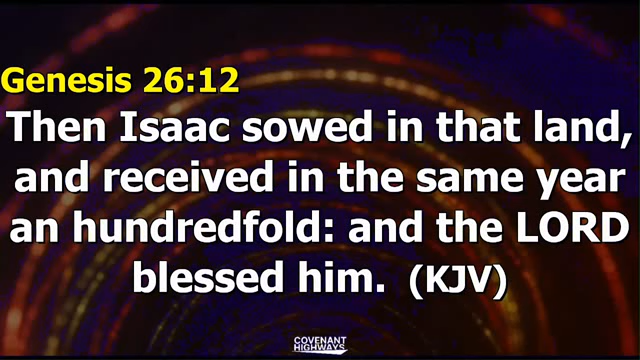 Genesis 26:12
Then Isaac sowed in that land,
and received in the same year
an hundredfold: and the LORD
blessed him. (KJV)
COVENANT
HIGHWAYS